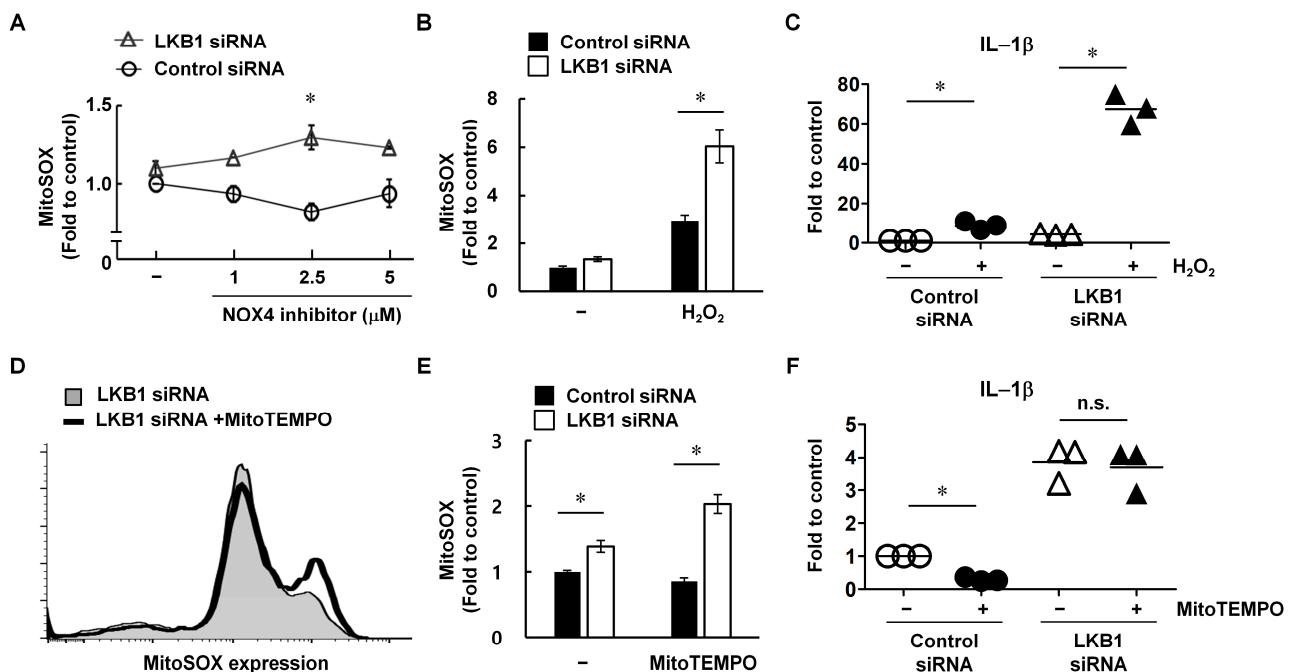 A
LKB1 siRNA
Control siRNA
MitoSOX
(Fold to control)
1.5
1.0
0
–
1
2.5
5
*
NOX4 inhibitor (µM)
B
Control siRNA
LKB1 siRNA
MitoSOX
(Fold to control)
8
6
4
2
0
*
–
H₂O₂
C
IL–1β
Fold to control
80
60
40
20
0
*
*
– + – + H₂O₂
Control
siRNA
LKB1
siRNA
D
LKB1 siRNA
LKB1 siRNA +MitoTEMPO
MitoSOX expression
E
Control siRNA
LKB1 siRNA
MitoSOX
(Fold to control)
3
2
1
0
*
*
–
MitoTEMPO
F
IL–1β
Fold to control
5
4
3
2
1
0
*
n.s.
– + – + MitoTEMPO
Control
siRNA
LKB1
siRNA